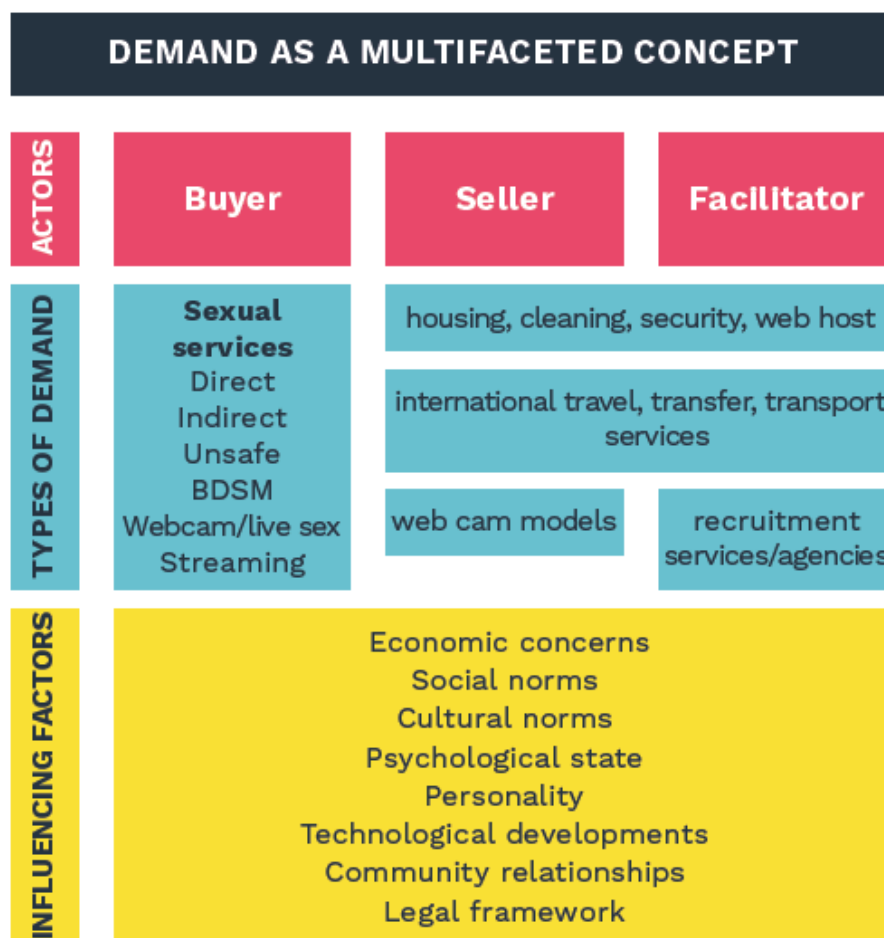 DEMAND AS A MULTIFACETED CONCEPT
ACTORS
Buyer
Seller
Facilitator
TYPES OF DEMAND
Sexual
services
Direct
Indirect
Unsafe
BDSM
Webcam/live sex
Streaming
housing, cleaning, security, web host
international travel, transfer, transport
services
web cam models
recruitment
services/agencies
INFLUENCING FACTORS
Economic concerns
Social norms
Cultural norms
Psychological state
Personality
Technological developments
Community relationships
Legal framework